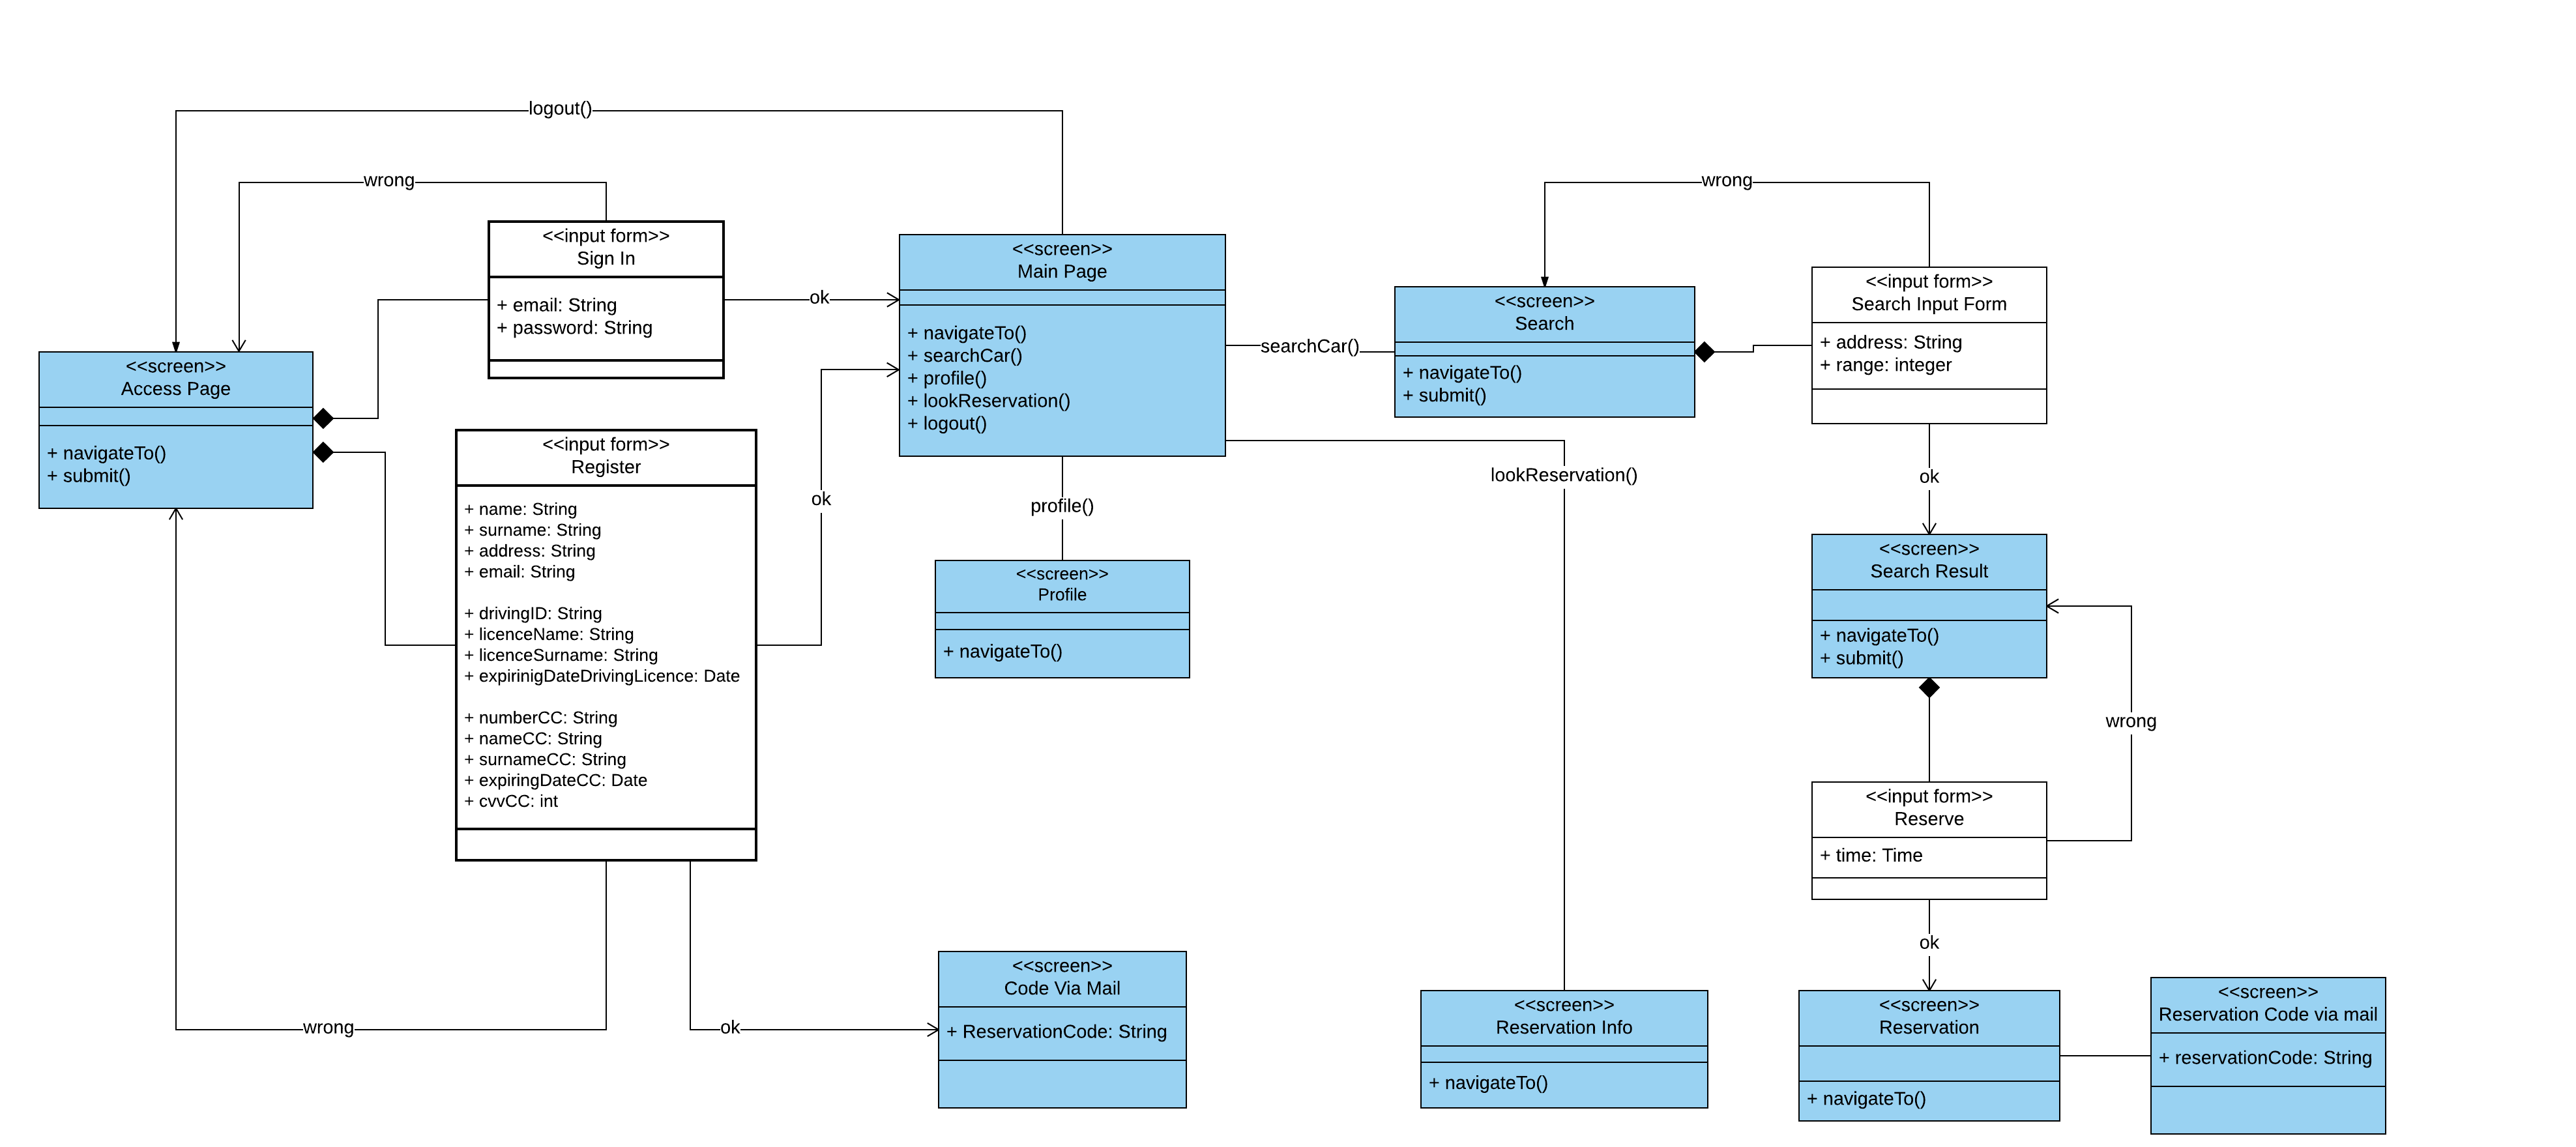 logout()
wrong
wrong
<<input form>>
Sign In
+ email: String
+ password: String
ok
<<screen>>
Main Page
+ navigateTo()
+ searchCar()
+ profile()
+ lookReservation()
+ logout()
searchCar()
<<screen>>
Search
+ navigateTo()
+ submit()
<<input form>>
Search Input Form
+ address: String
+ range: integer
<<screen>>
Access Page
+ navigateTo()
+ submit()
<<input form>>
Register
+ name: String
+ surname: String
+ address: String
+ email: String
+ drivingID: String
+ licenceName: String
+ licenceSurname: String
+ expirinigDateDrivingLicence: Date
+ numberCC: String
+ nameCC: String
+ surnameCC: String
+ expiringDateCC: Date
+ cvvCC: int
ok
profile()
lookReservation()
ok
<<screen>>
Profile
+ navigateTo()
<<screen>>
Search Result
+ navigateTo()
+ submit()
wrong
<<input form>>
Reserve
+ time: Time
ok
wrong
ok
<<screen>>
Code Via Mail
+ ReservationCode: String
<<screen>>
Reservation Info
+ navigateTo()
<<screen>>
Reservation
+ navigateTo()
<<screen>>
Reservation Code via mail
+ reservationCode: String